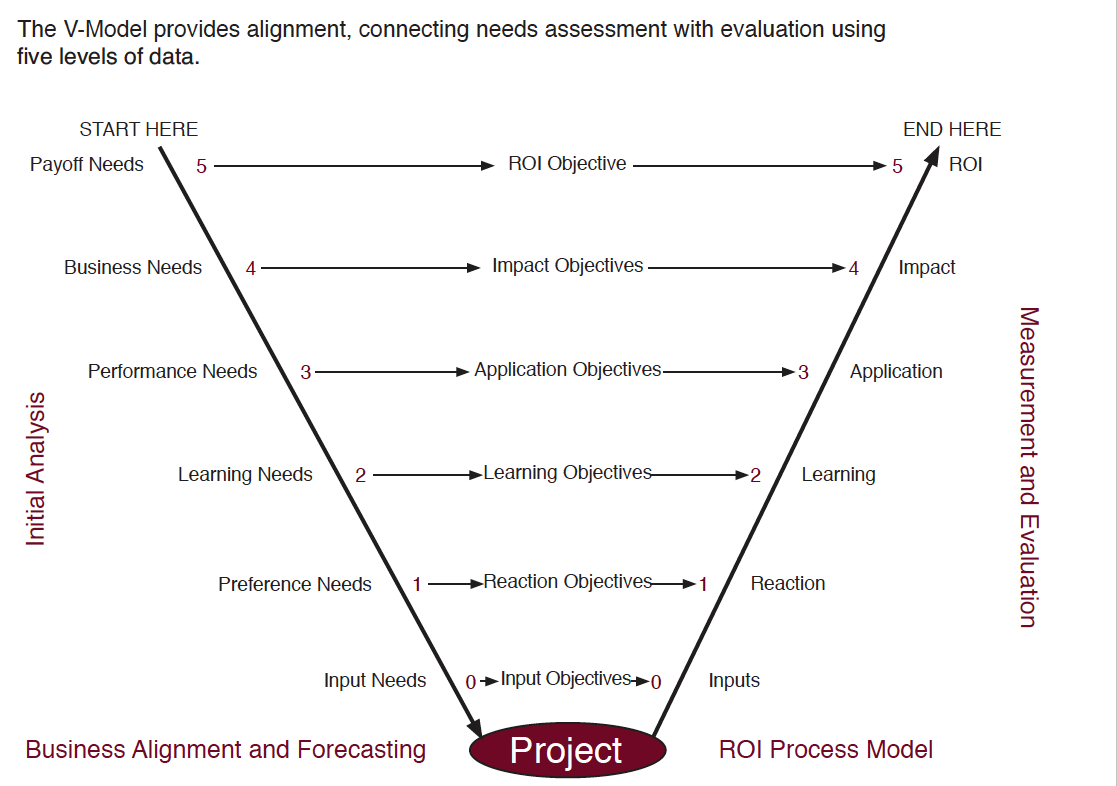 The V-Model provides alignment, connecting needs assessment with evaluation using
five levels of data.
START HERE
END HERE
Payoff Needs 5 ROI Objective 5 ROI
Business Needs 4 Impact Objectives 4 Impact
Performance Needs 3 Application Objectives 3 Application
Learning Needs 2 Learning Objectives 2 Learning
Preference Needs 1 Reaction Objectives 1 Reaction
Input Needs 0 Input Objectives 0 Inputs
Initial Analysis
Measurement and Evaluation
Business Alignment and Forecasting
Project
ROI Process Model